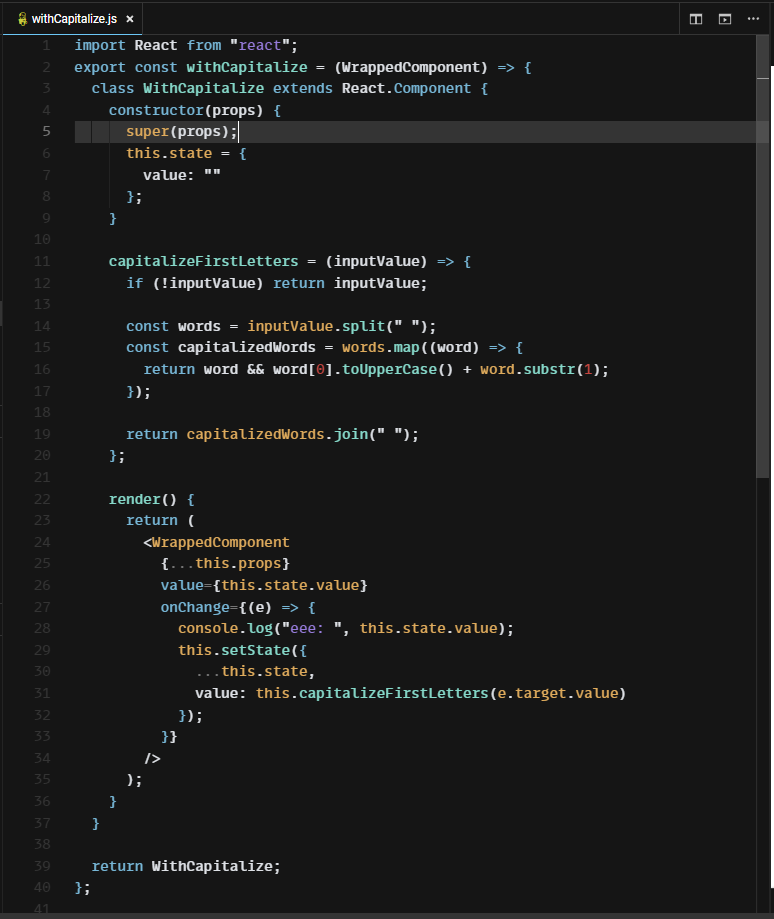 withCapitalize.js ×
1 import React from "react";
2 export const withCapitalize = (WrappedComponent) => {
3   class WithCapitalize extends React.Component {
4     constructor(props) {
5       super(props);
6       this.state = {
7         value: ""
8       };
9     }
10
11     capitalizeFirstLetters = (inputValue) => {
12       if (!inputValue) return inputValue;
13
14       const words = inputValue.split(" ");
15       const capitalizedWords = words.map((word) => {
16         return word && word[0].toUpperCase() + word.substr(1);
17       });
18
19       return capitalizedWords.join(" ");
20     };
21
22     render() {
23       return (
24         <WrappedComponent
25           {...this.props}
26           value={this.state.value}
27           onChange={(e) => {
28             console.log("eee: ", this.state.value);
29             this.setState({
30               ...this.state,
31               value: this.capitalizeFirstLetters(e.target.value)
32             });
33           }}
34         />
35       );
36     }
37   }
38
39   return WithCapitalize;
40 };
41